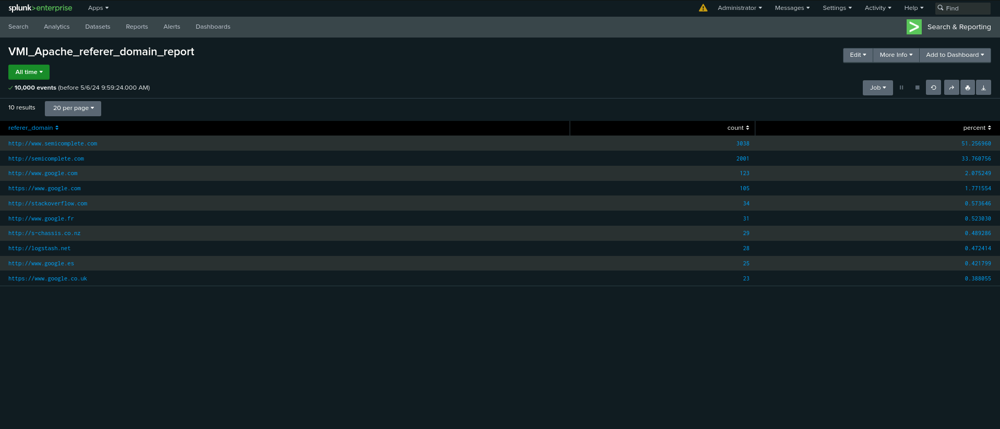 splunk>enterprise Apps Administrator Messages Settings Activity Help Find
Search Analytics Datasets Reports Alerts Dashboards Search & Reporting
VMI_Apache_referer_domain_report
Edit More Info Add to Dashboard
All time
10,000 events (before 5/6/24 9:59:24.000 AM)
Job
10 results 20 per page
referer_domain count percent
http://www.semicomplete.com 3038 51.256960
http://semicomplete.com 2001 33.760756
http://www.google.com 123 2.075249
https://www.google.com 105 1.771554
http://stackoverflow.com 34 0.573646
http://www.google.fr 31 0.523030
http://s-chassis.co.nz 29 0.489286
http://logstash.net 28 0.472414
http://www.google.es 25 0.421799
https://www.google.co.uk 23 0.388055